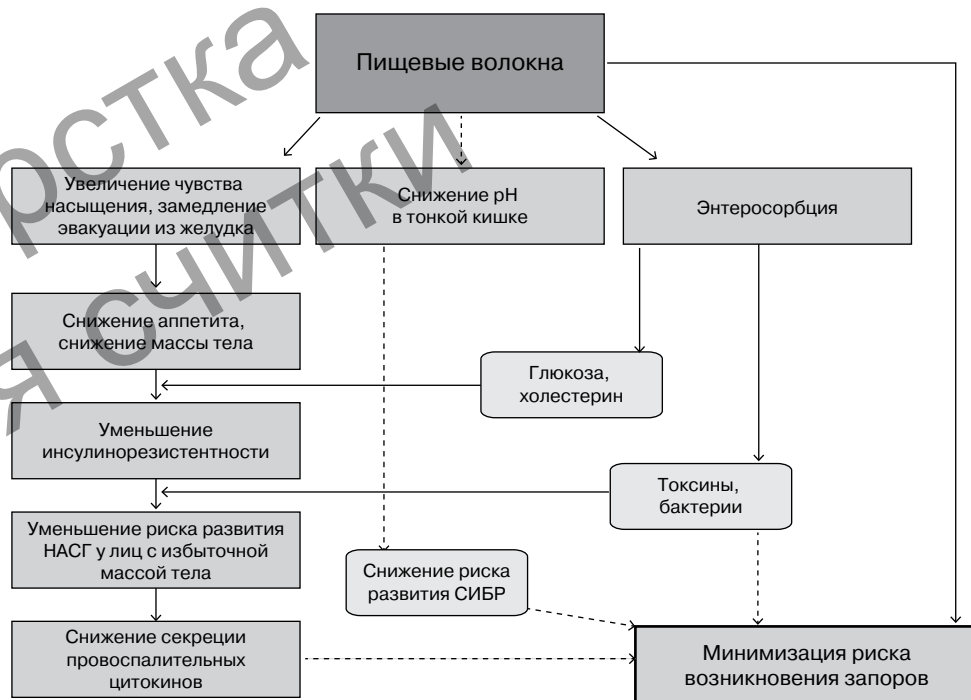 Пищевые волокна
Увеличение чувства
насыщения, замедление
эвакуации из желудка
Снижение pH
в тонкой кишке
Энтеросорбция
Снижение аппетита,
снижение массы тела
Глюкоза,
холестерин
Уменьшение
инсулинорезистентности
Токсины,
бактерии
Уменьшение риска развития
НАСГ у лиц с избыточной
массой тела
Снижение риска
развития СИБР
Снижение секреции
провоспалительных
цитокинов
Минимизация риска
возникновения запоров